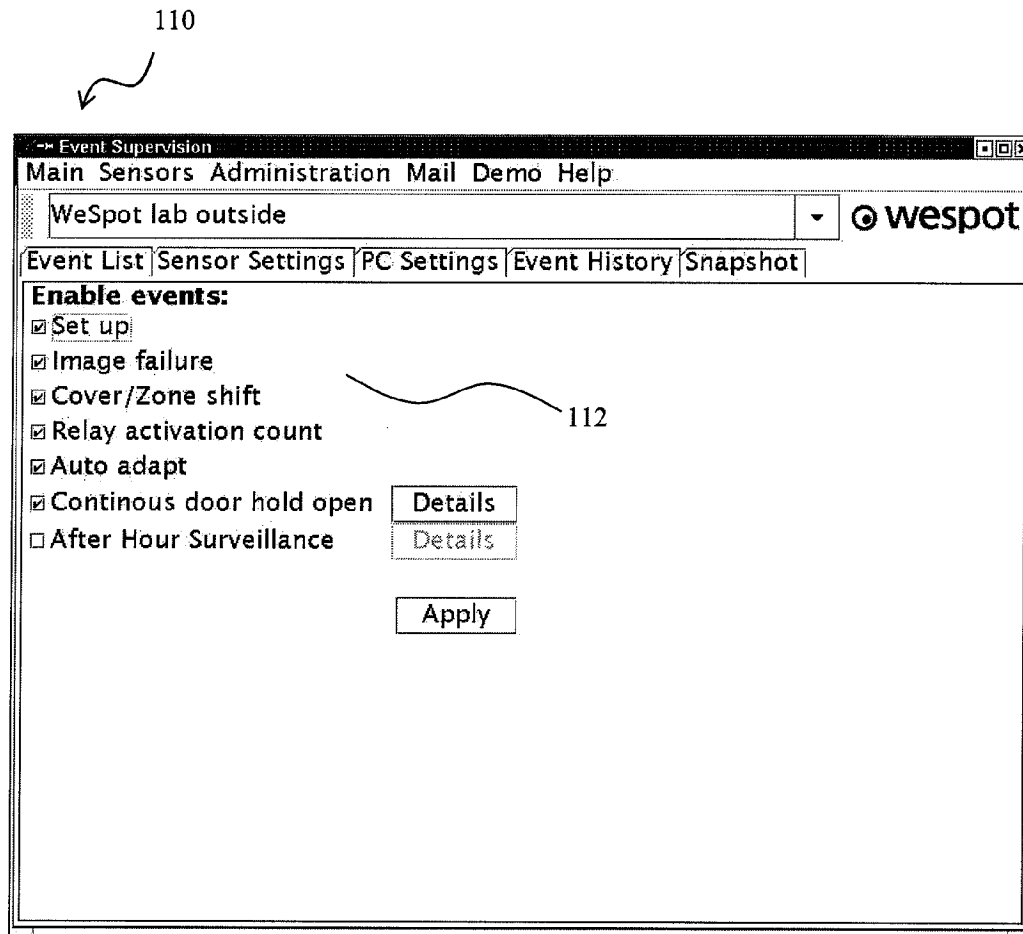 110
Event Supervision
Main Sensors Administration Mail Demo Help
WeSpot lab outside
wespot
Event List Sensor Settings PC Settings Event History Snapshot
Enable events:
Set up
Image failure
Cover/Zone shift
112
Relay activation count
Auto adapt
Continous door hold open Details
After Hour Surveillance Details
Apply